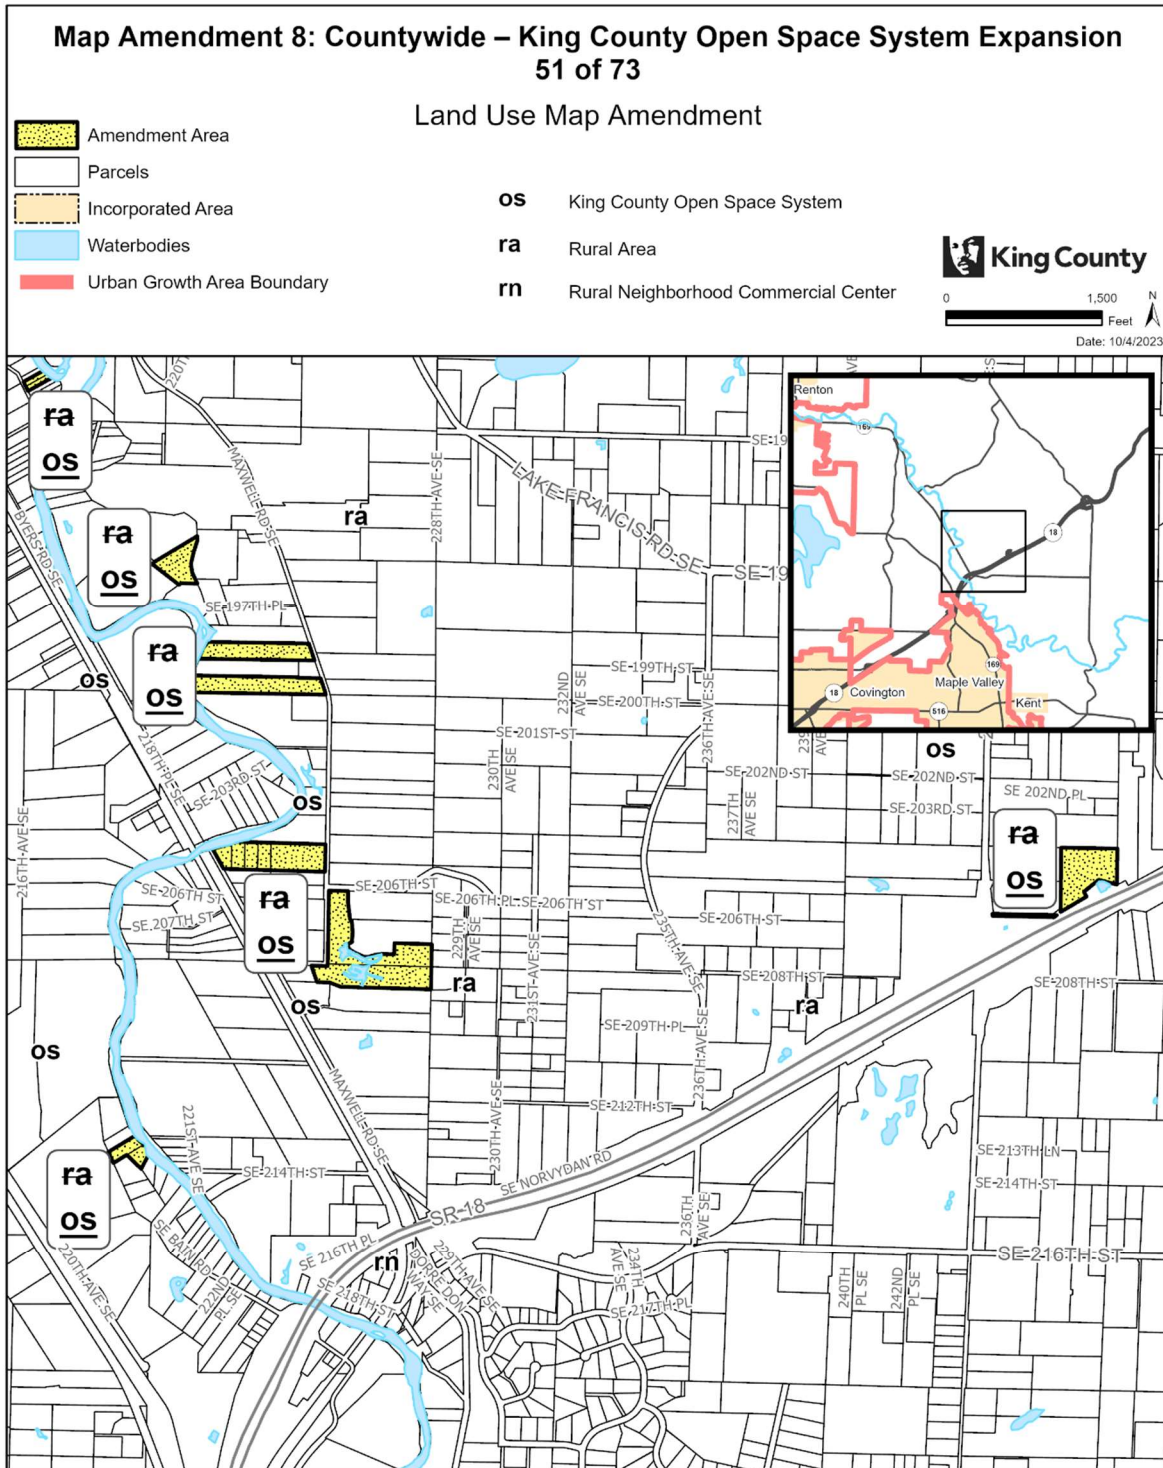 Map Amendment 8: Countywide – King County Open Space System Expansion
51 of 73
Land Use Map Amendment
Amendment Area
Parcels
Incorporated Area
Waterbodies
Urban Growth Area Boundary
os King County Open Space System
ra Rural Area
rn Rural Neighborhood Commercial Center
King County
0 1,500
Feet
N
Date: 10/4/2023
ra
os
ra
os
ra
os
ra
os
ra
os
ra
os
ra
os
os
os
os
os
ra
ra
rn
Renton
169
18
169
Maple Valley
Covington
18
516
Kent
MAXWELL RD SE
BYERS RD SE
228TH AVE SE
LAKE FRANCIS RD SE
SE 19
SE 19
SE 197TH PL
SE 199TH ST
232ND
AVE SE
SE 200TH ST
SE 201ST ST
236TH AVE SE
230TH
AVE SE
218TH PL SE
SE 203RD ST
216TH AVE SE
SE 202ND ST
SE 202ND ST
SE 202ND PL
SE 203RD ST
237TH
AVE SE
SE 206TH ST
SE 206TH ST
SE 206TH PL
SE 206TH ST
SE 207TH ST
229TH
AVE SE
231ST AVE SE
235TH AVE SE
SE 206TH ST
SE 208TH ST
SE 208TH ST
SE 209TH PL
236TH AVE SE
SE 212TH ST
230TH AVE SE
MAXWELL RD SE
221ST AVE SE
SE 214TH ST
SE 213TH LN
SE 214TH ST
SE NORVYDAN RD
SR 18
SE 216TH PL
SE 216TH ST
236TH
AVE SE
234TH
AVE SE
SE 217TH PL
229TH AVE SE
DORRE DON
WAY SE
SE 218TH ST
SE BAIN RD
222ND
PL SE
220TH AVE SE
240TH
PL SE
242ND
PL SE